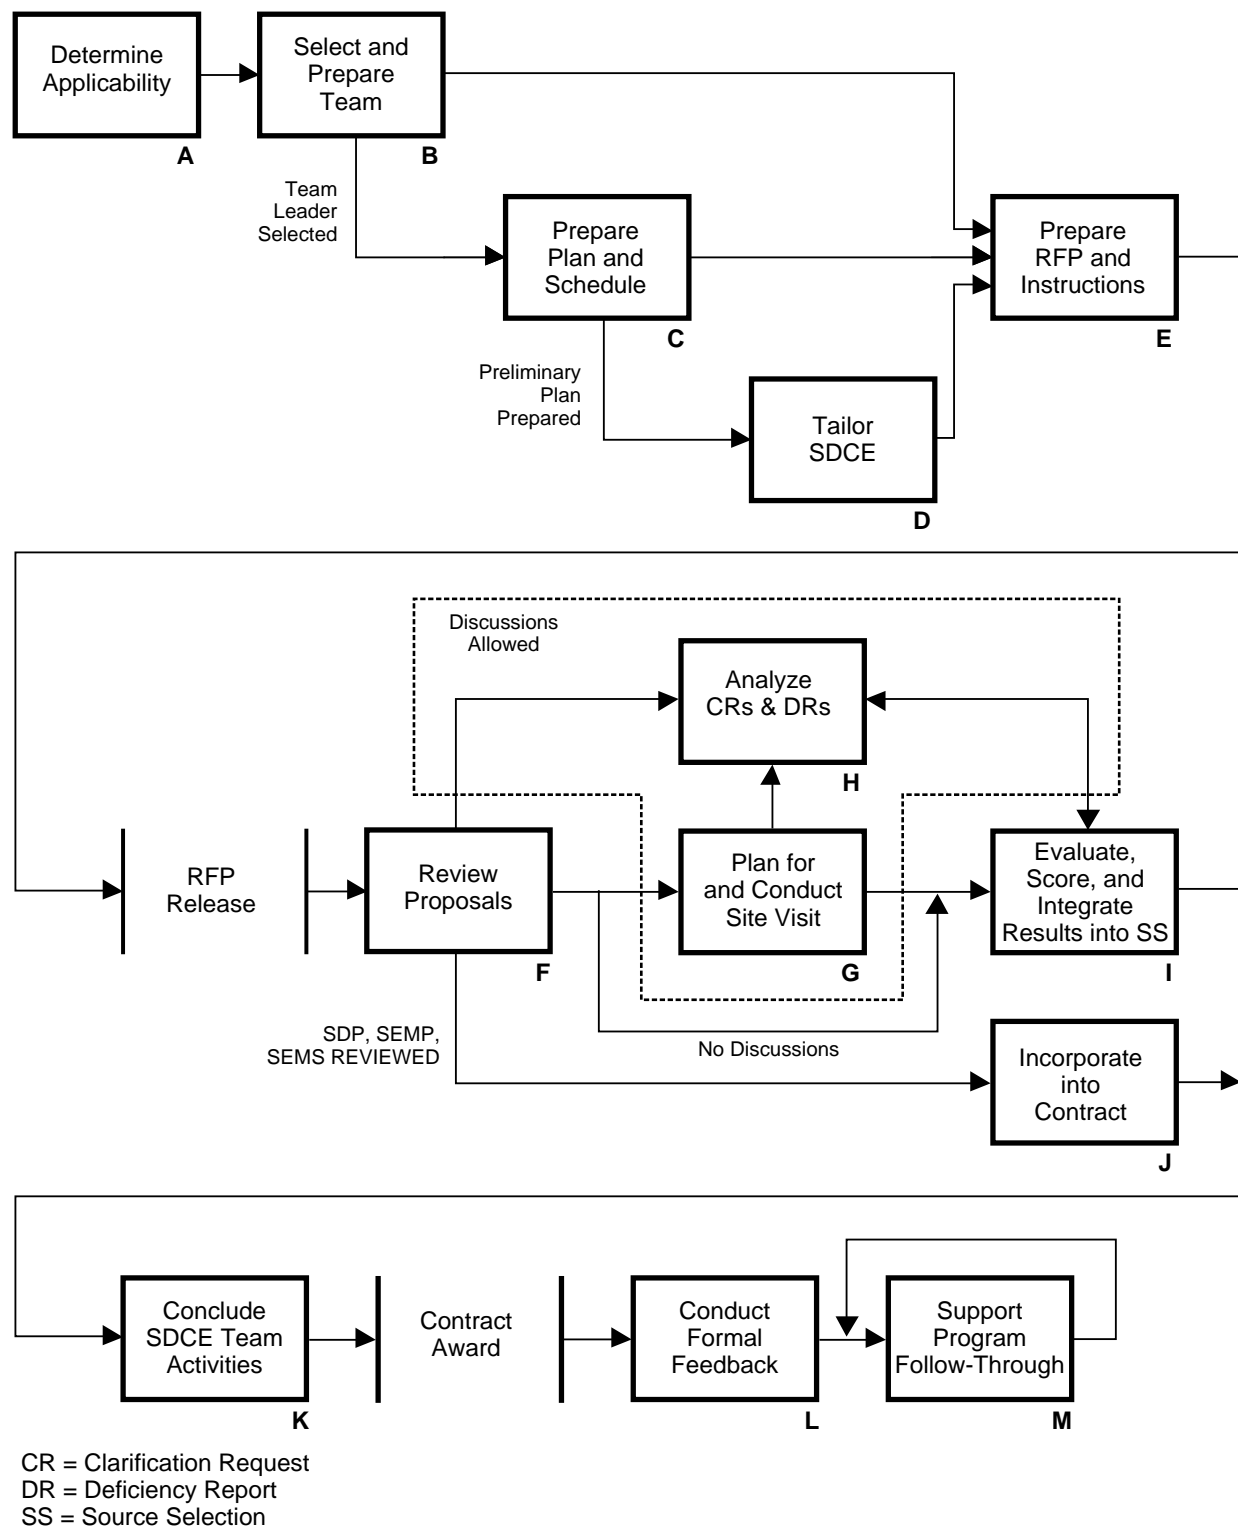 Determine
Applicability
A
Select and
Prepare
Team
B
Team
Leader
Selected
Prepare
Plan and
Schedule
C
Prepare
RFP and
Instructions
E
Preliminary
Plan
Prepared
Tailor
SDCE
D
Discussions
Allowed
Analyze
CRs & DRs
H
RFP
Release
Review
Proposals
F
Plan for
and Conduct
Site Visit
G
Evaluate,
Score, and
Integrate
Results into SS
I
SDP, SEMP,
SEMS REVIEWED
No Discussions
Incorporate
into
Contract
J
Conclude
SDCE Team
Activities
K
Contract
Award
Conduct
Formal
Feedback
L
Support
Program
Follow-Through
M
CR = Clarification Request
DR = Deficiency Report
SS = Source Selection